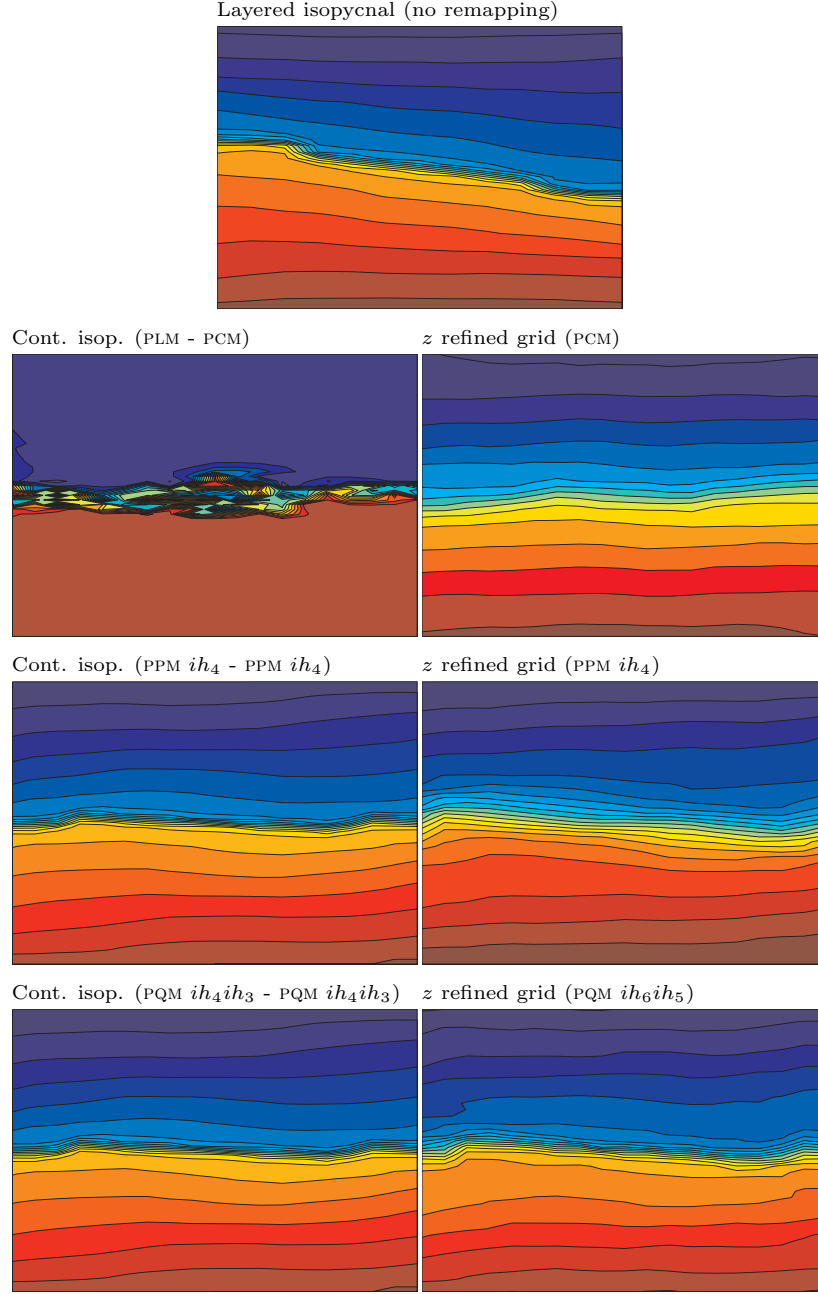 Layered isopycnal (no remapping)
Cont. isop. (PLM - PCM)
z refined grid (PCM)
Cont. isop. (PPM ih₄ - PPM ih₄)
z refined grid (PPM ih₄)
Cont. isop. (PQM ih₄ih₃ - PQM ih₄ih₃)
z refined grid (PQM ih₆ih₅)